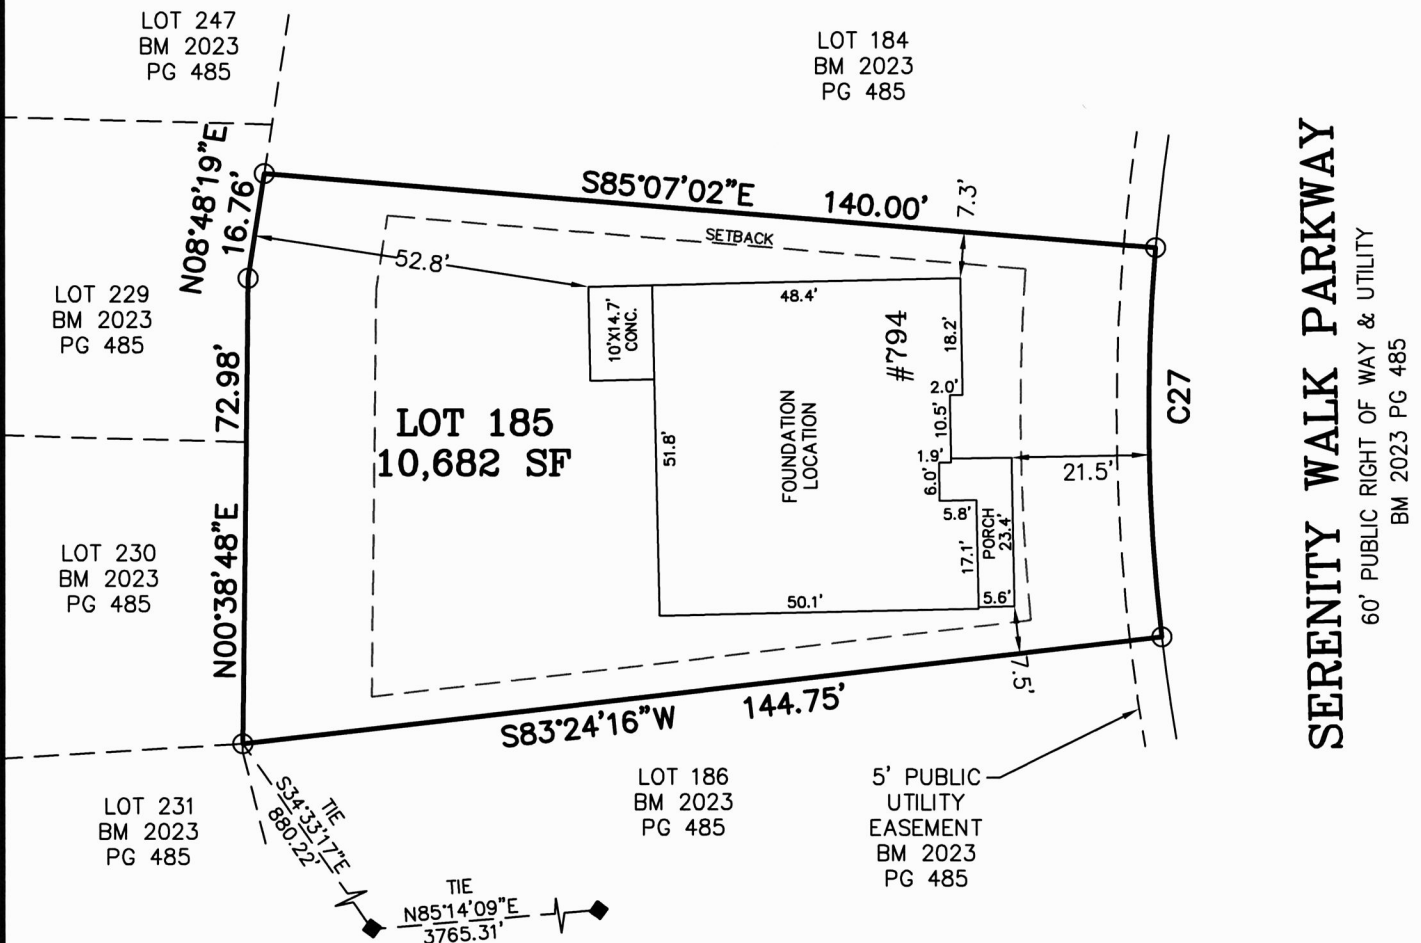 LOT 247
BM 2023
PG 485
LOT 184
BM 2023
PG 485
N08°48'19"E
16.76'
S85°07'02"E 140.00'
7.3'
SETBACK
52.8'
48.4'
10'X14.7'
CONC.
#794
18.2'
2.0'
10.5'
1.9'
6.0'
5.8'
17.1'
PORCH
23.4'
5.6'
50.1'
51.8'
FOUNDATION
LOCATION
21.5'
7.5'
C27
LOT 229
BM 2023
PG 485
72.98'
N00°38'48"E
LOT 185
10,682 SF
LOT 230
BM 2023
PG 485
S83°24'16"W 144.75'
LOT 231
BM 2023
PG 485
TIE
S34°33'17"E
880.22'
TIE
N85°14'09"E
3765.31'
LOT 186
BM 2023
PG 485
5' PUBLIC
UTILITY
EASEMENT
BM 2023
PG 485
SERENITY WALK PARKWAY
60' PUBLIC RIGHT OF WAY & UTILITY
BM 2023 PG 485